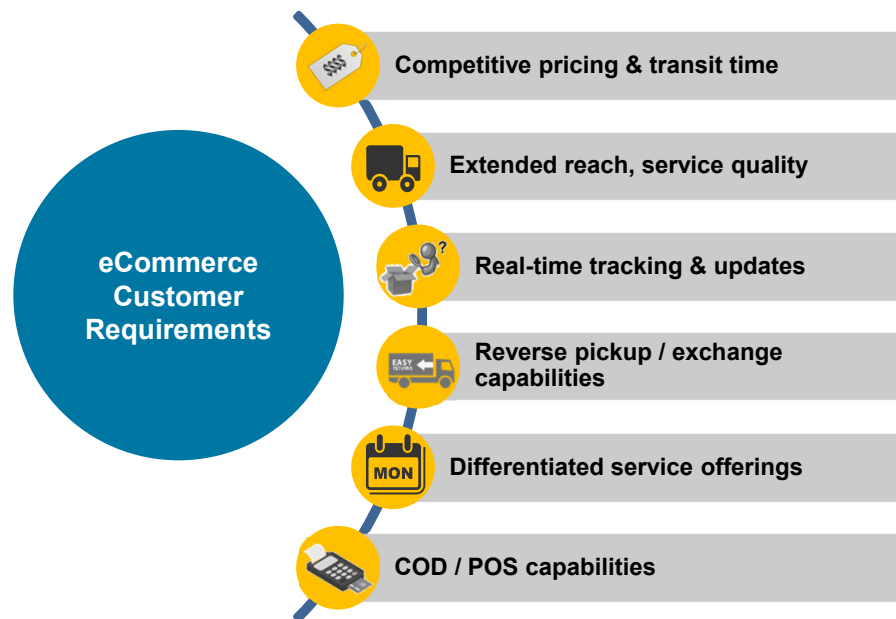 $$$$
Competitive pricing & transit time
Extended reach, service quality
eCommerce
Customer
Requirements
?
Real-time tracking & updates
EASY
RETURNS
Reverse pickup / exchange
capabilities
MON
Differentiated service offerings
COD / POS capabilities